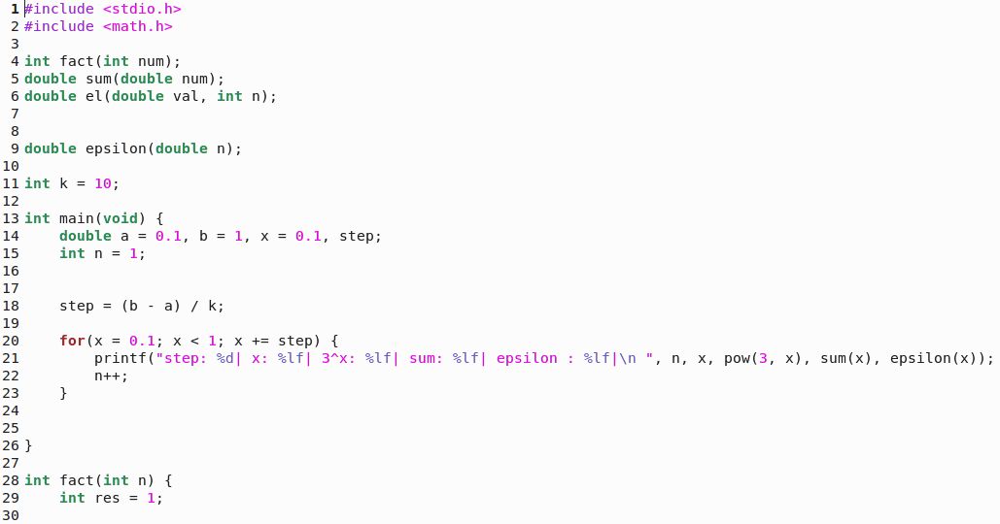 1 #include <stdio.h>
2 #include <math.h>
3
4 int fact(int num);
5 double sum(double num);
6 double el(double val, int n);
7
8
9 double epsilon(double n);
10
11 int k = 10;
12
13 int main(void) {
14     double a = 0.1, b = 1, x = 0.1, step;
15     int n = 1;
16
17
18     step = (b - a) / k;
19
20     for(x = 0.1; x < 1; x += step) {
21         printf("step: %d| x: %lf| 3^x: %lf| sum: %lf| epsilon : %lf|\n ", n, x, pow(3, x), sum(x), epsilon(x));
22         n++;
23     }
24
25
26 }
27
28 int fact(int n) {
29     int res = 1;
30